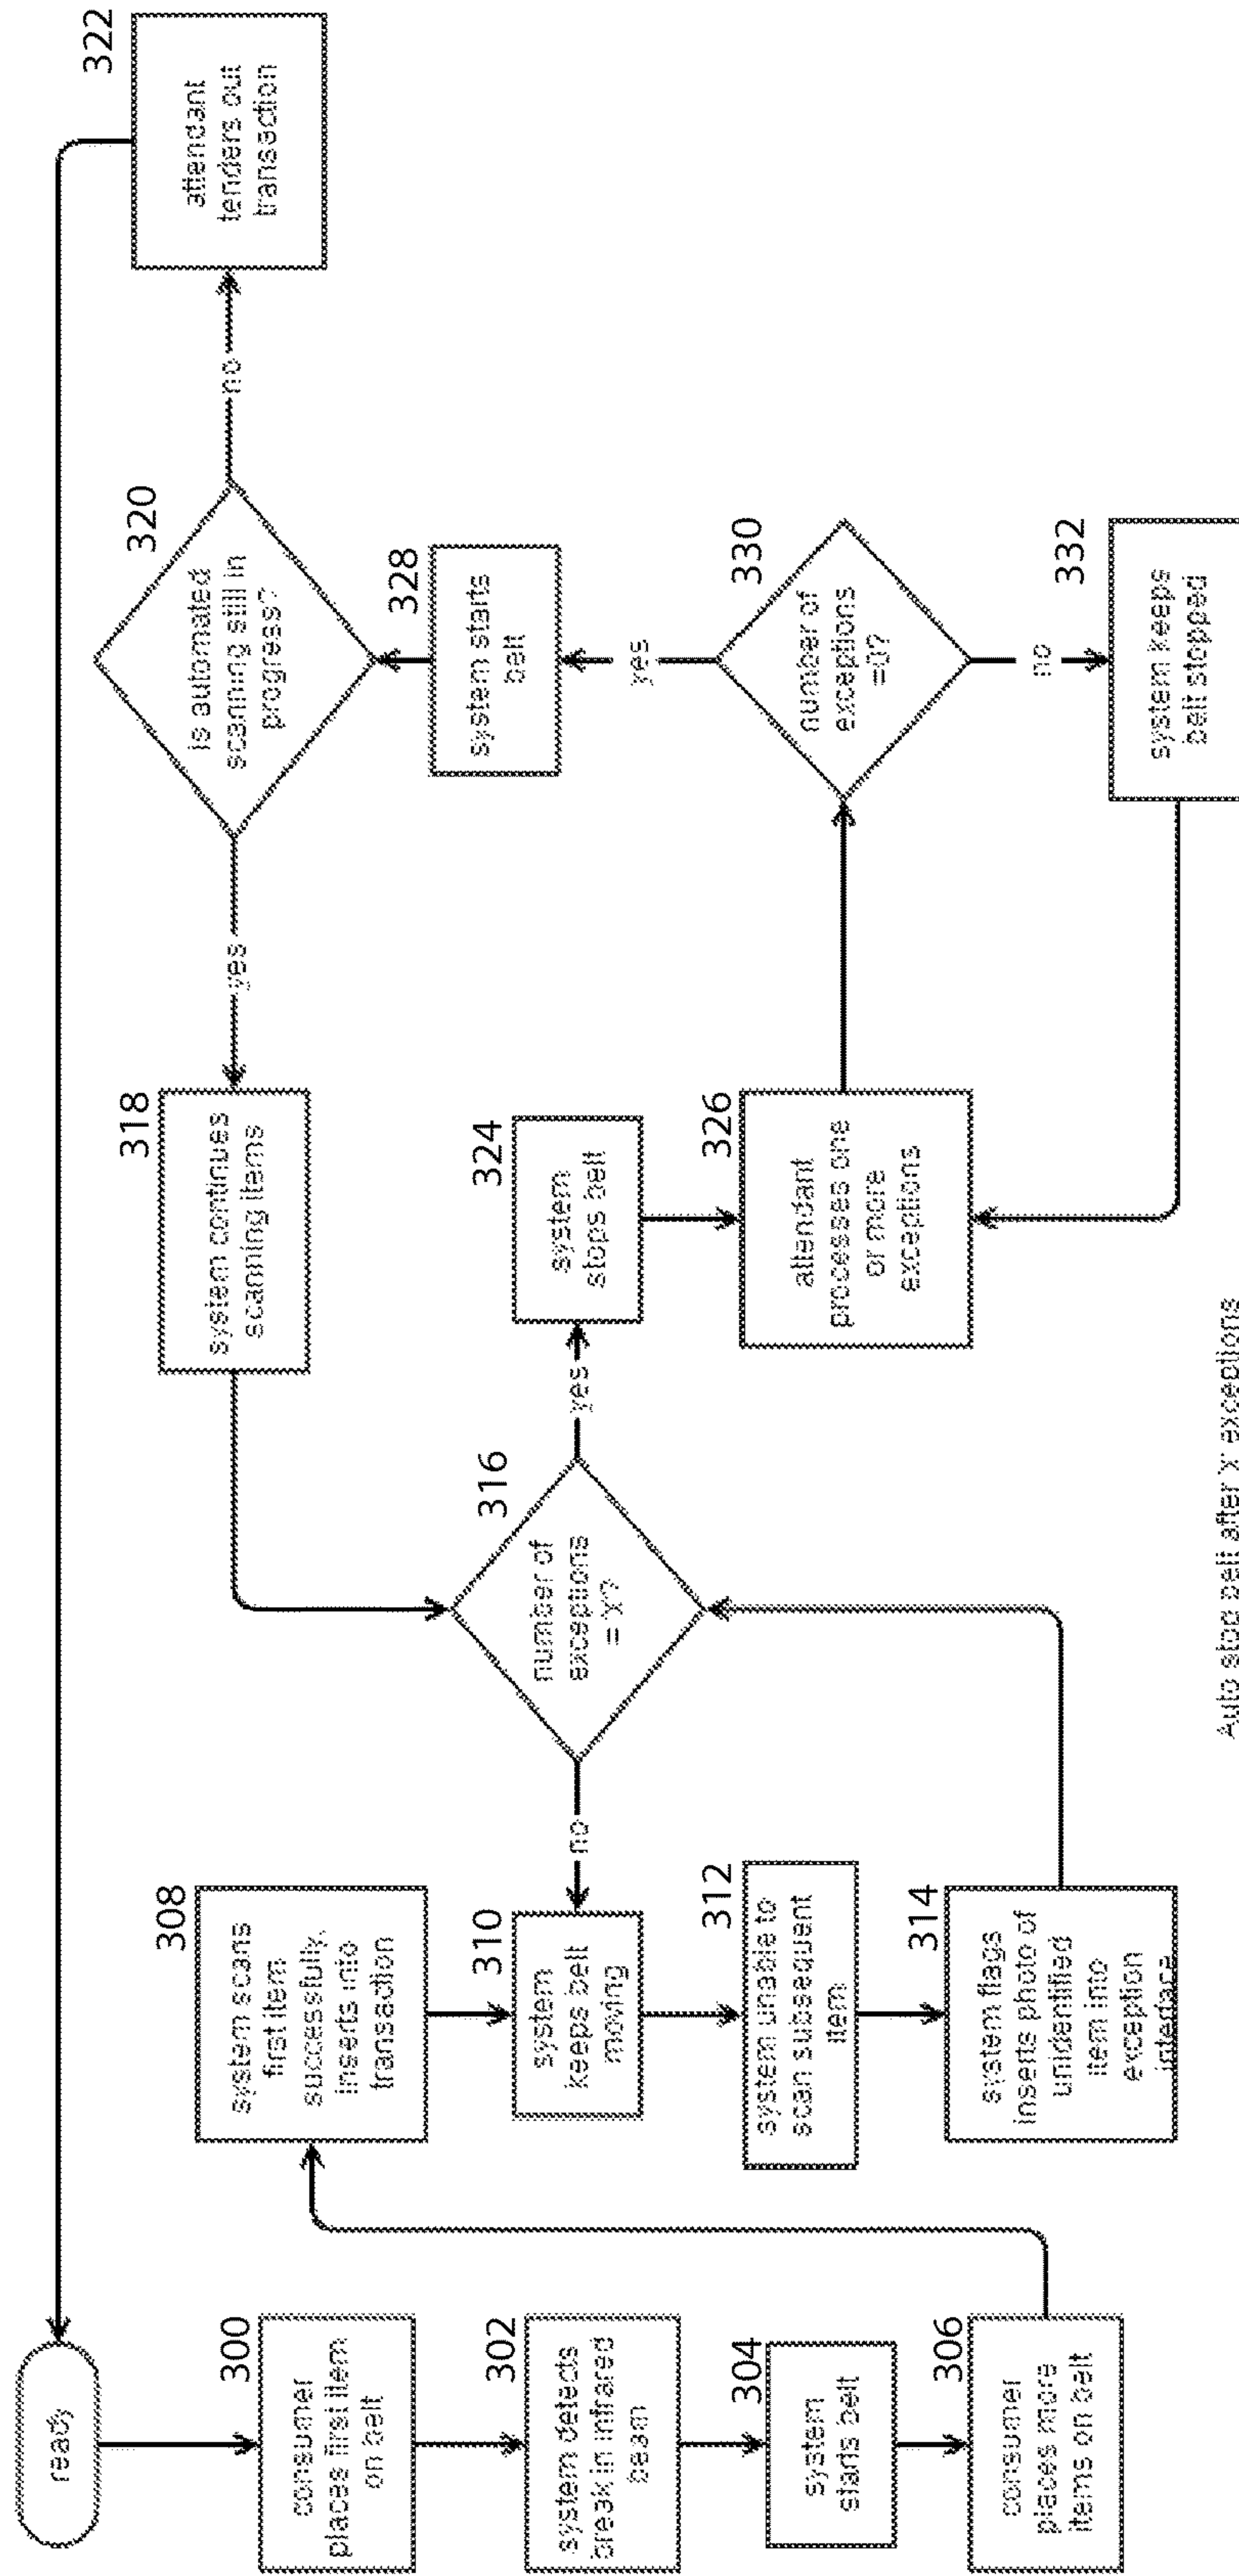 ready
300
consumer
places first item
on belt
302
system detects
break in infrared
beam
304
system
starts belt
306
consumer
places more
items on belt
308
system scans
first item
successfully,
inserts into
transaction
310
system
keeps belt
moving
312
system unable to
scan subsequent
item
314
system flags
inserts photo of
unidentified
item into
exception
interface
316
number of
exceptions
= 'X'?
no
yes
318
system continues
scanning items
324
system
stops belt
326
attendant
processes one
or more
exceptions
320
is automated
scanning still in
progress?
yes
no
328
system starts
belt
yes
330
number of
exceptions
=0?
no
332
system keeps
belt stopped
322
attendant
tenders out
transaction
Auto stop belt after 'x' exceptions